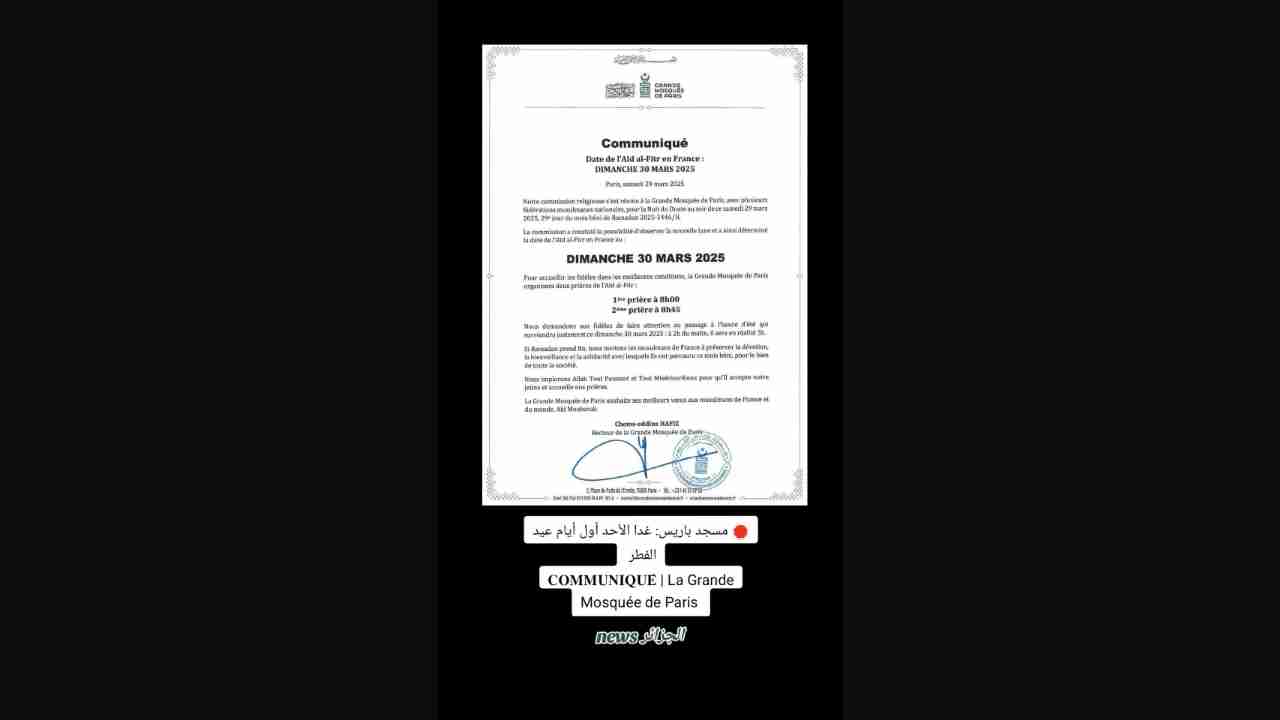 GRANDE
MOSQUÉE
DE PARIS
Communiqué
Date de l'Aïd al-Fitr en France :
DIMANCHE 30 MARS 2025
Paris, samedi 29 mars 2025
Notre commission religieuse s'est réunie à la Grande Mosquée de Paris, avec plusieurs
fédérations musulmanes nationales, pour la Nuit du Doute au soir de ce samedi 29 mars
2025, 29e jour du mois béni de Ramadan 2025-1446/H.
La commission a constaté la possibilité d'observer la nouvelle lune et a ainsi déterminé
la date de l'Aïd al-Fitr en France au :
DIMANCHE 30 MARS 2025
Pour accueillir les fidèles dans les meilleures conditions, la Grande Mosquée de Paris
organisera deux prières de l'Aïd al-Fitr :
1ère prière à 8h00
2ème prière à 8h45
Nous demandons aux fidèles de faire attention au passage à l'heure d'été qui
surviendra justement ce dimanche 30 mars 2025 : à 2h du matin, il sera en réalité 3h.
Si Ramadan prend fin, nous invitons les musulmans de France à préserver la dévotion,
la bienveillance et la solidarité avec lesquels ils ont parcouru ce mois béni, pour le bien
de toute la société.
Nous implorons Allah Tout Puissant et Tout Miséricordieux pour qu'Il accepte notre
jeûne et accueille nos prières.
La Grande Mosquée de Paris souhaite ses meilleurs vœux aux musulmans de France et
du monde, Aïd Moubarak
Chems-eddine HAFIZ
Recteur de la Grande Mosquée de Paris
مسجد باريس: غدا الأحد أول أيام عيد
الفطر
COMMUNIQUÉ | La Grande
Mosquée de Paris
الجزائر news